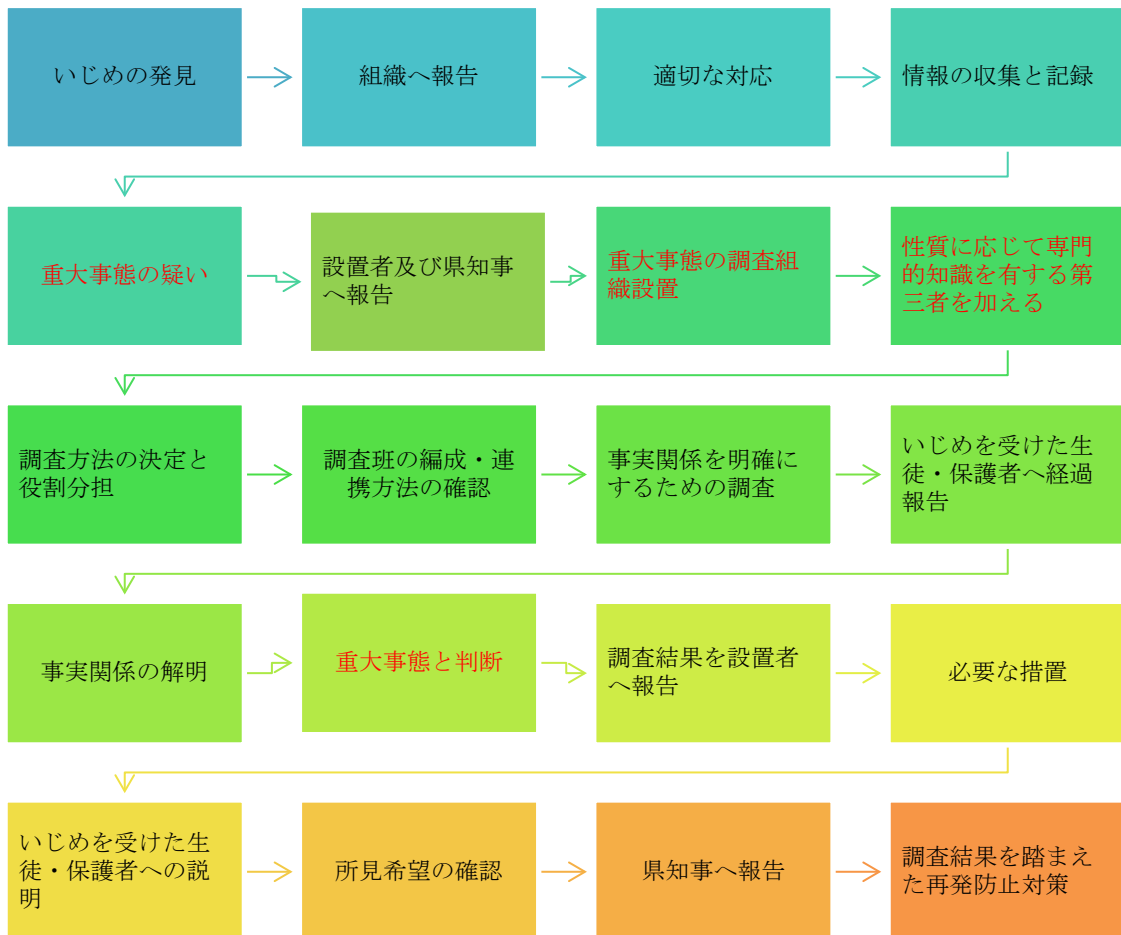 いじめの発見
組織へ報告
適切な対応
情報の収集と記録
重大事態の疑い
設置者及び県知事
へ報告
重大事態の調査組
織設置
性質に応じて専門
的知識を有する第
三者を加える
調査方法の決定と
役割分担
調査班の編成・連
携方法の確認
事実関係を明確に
するための調査
いじめを受けた生
徒・保護者へ経過
報告
事実関係の解明
重大事態と判断
調査結果を設置者
へ報告
必要な措置
いじめを受けた生
徒・保護者への説
明
所見希望の確認
県知事へ報告
調査結果を踏まえ
た再発防止対策